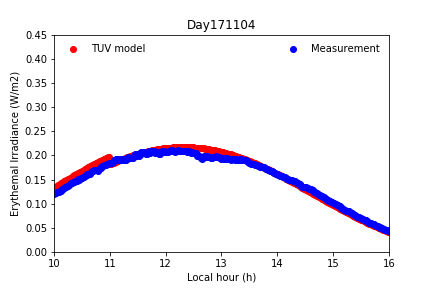 Day171104
TUV model
Measurement
0.45
0.40
0.35
0.30
0.25
0.20
0.15
0.10
0.05
0.00
Erythemal Irradiance (W/m2)
10 11 12 13 14 15 16
Local hour (h)